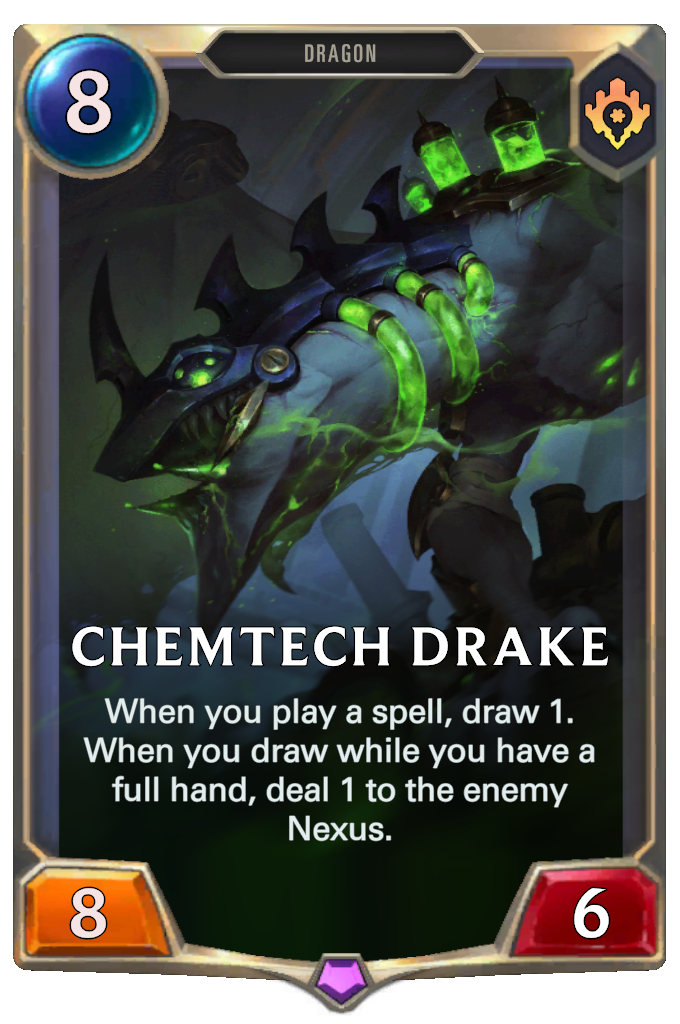 DRAGON
8
CHEMTECH DRAKE
When you play a spell, draw 1.
When you draw while you have a
full hand, deal 1 to the enemy
Nexus.
8
6